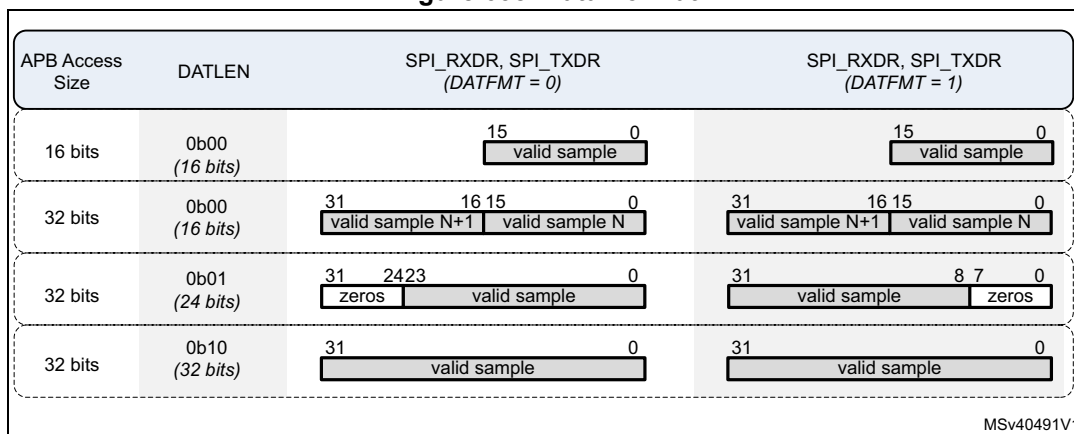 APB Access Size
DATLEN
SPI_RXDR, SPI_TXDR
(DATFMT = 0)
SPI_RXDR, SPI_TXDR
(DATFMT = 1)
16 bits
0b00
(16 bits)
15 0
valid sample
15 0
valid sample
32 bits
0b00
(16 bits)
31 16 15 0
valid sample N+1 valid sample N
31 16 15 0
valid sample N+1 valid sample N
32 bits
0b01
(24 bits)
31 24 23 0
zeros valid sample
31 8 7 0
valid sample zeros
32 bits
0b10
(32 bits)
31 0
valid sample
31 0
valid sample
MSv40491V1